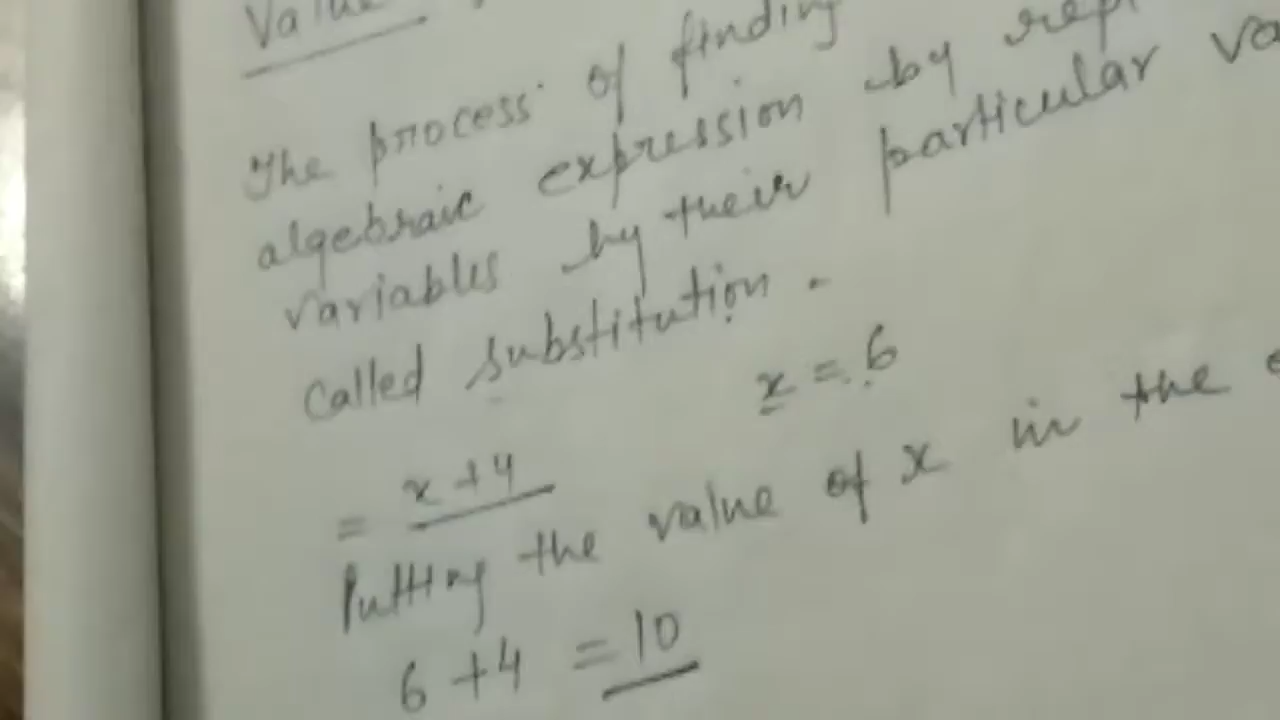 Value
The process of finding
algebraic expression by
variables by their particular
called substitution.
x = 6
= x+4
Putting the value of x in the
6+4 = 10